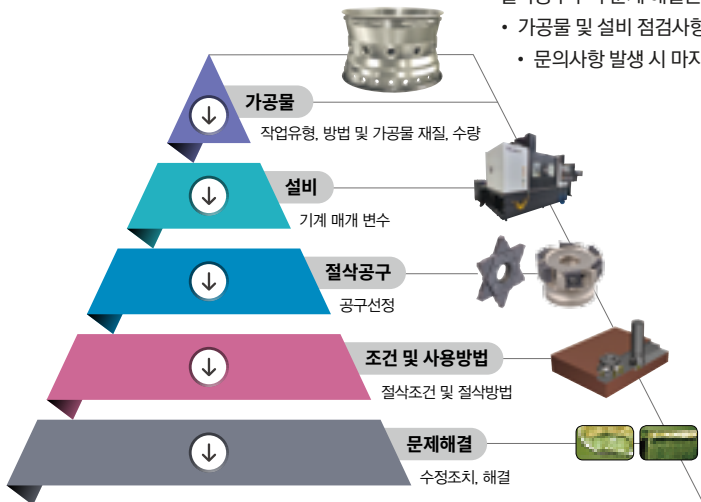 • 가공물 및 설비 점검사항
• 문의사항 발생 시 마지
가공물
작업유형, 방법 및 가공물 재질, 수량
설비
기계 매개 변수
절삭공구
공구선정
조건 및 사용방법
절삭조건 및 절삭방법
문제해결
수정조치, 해결